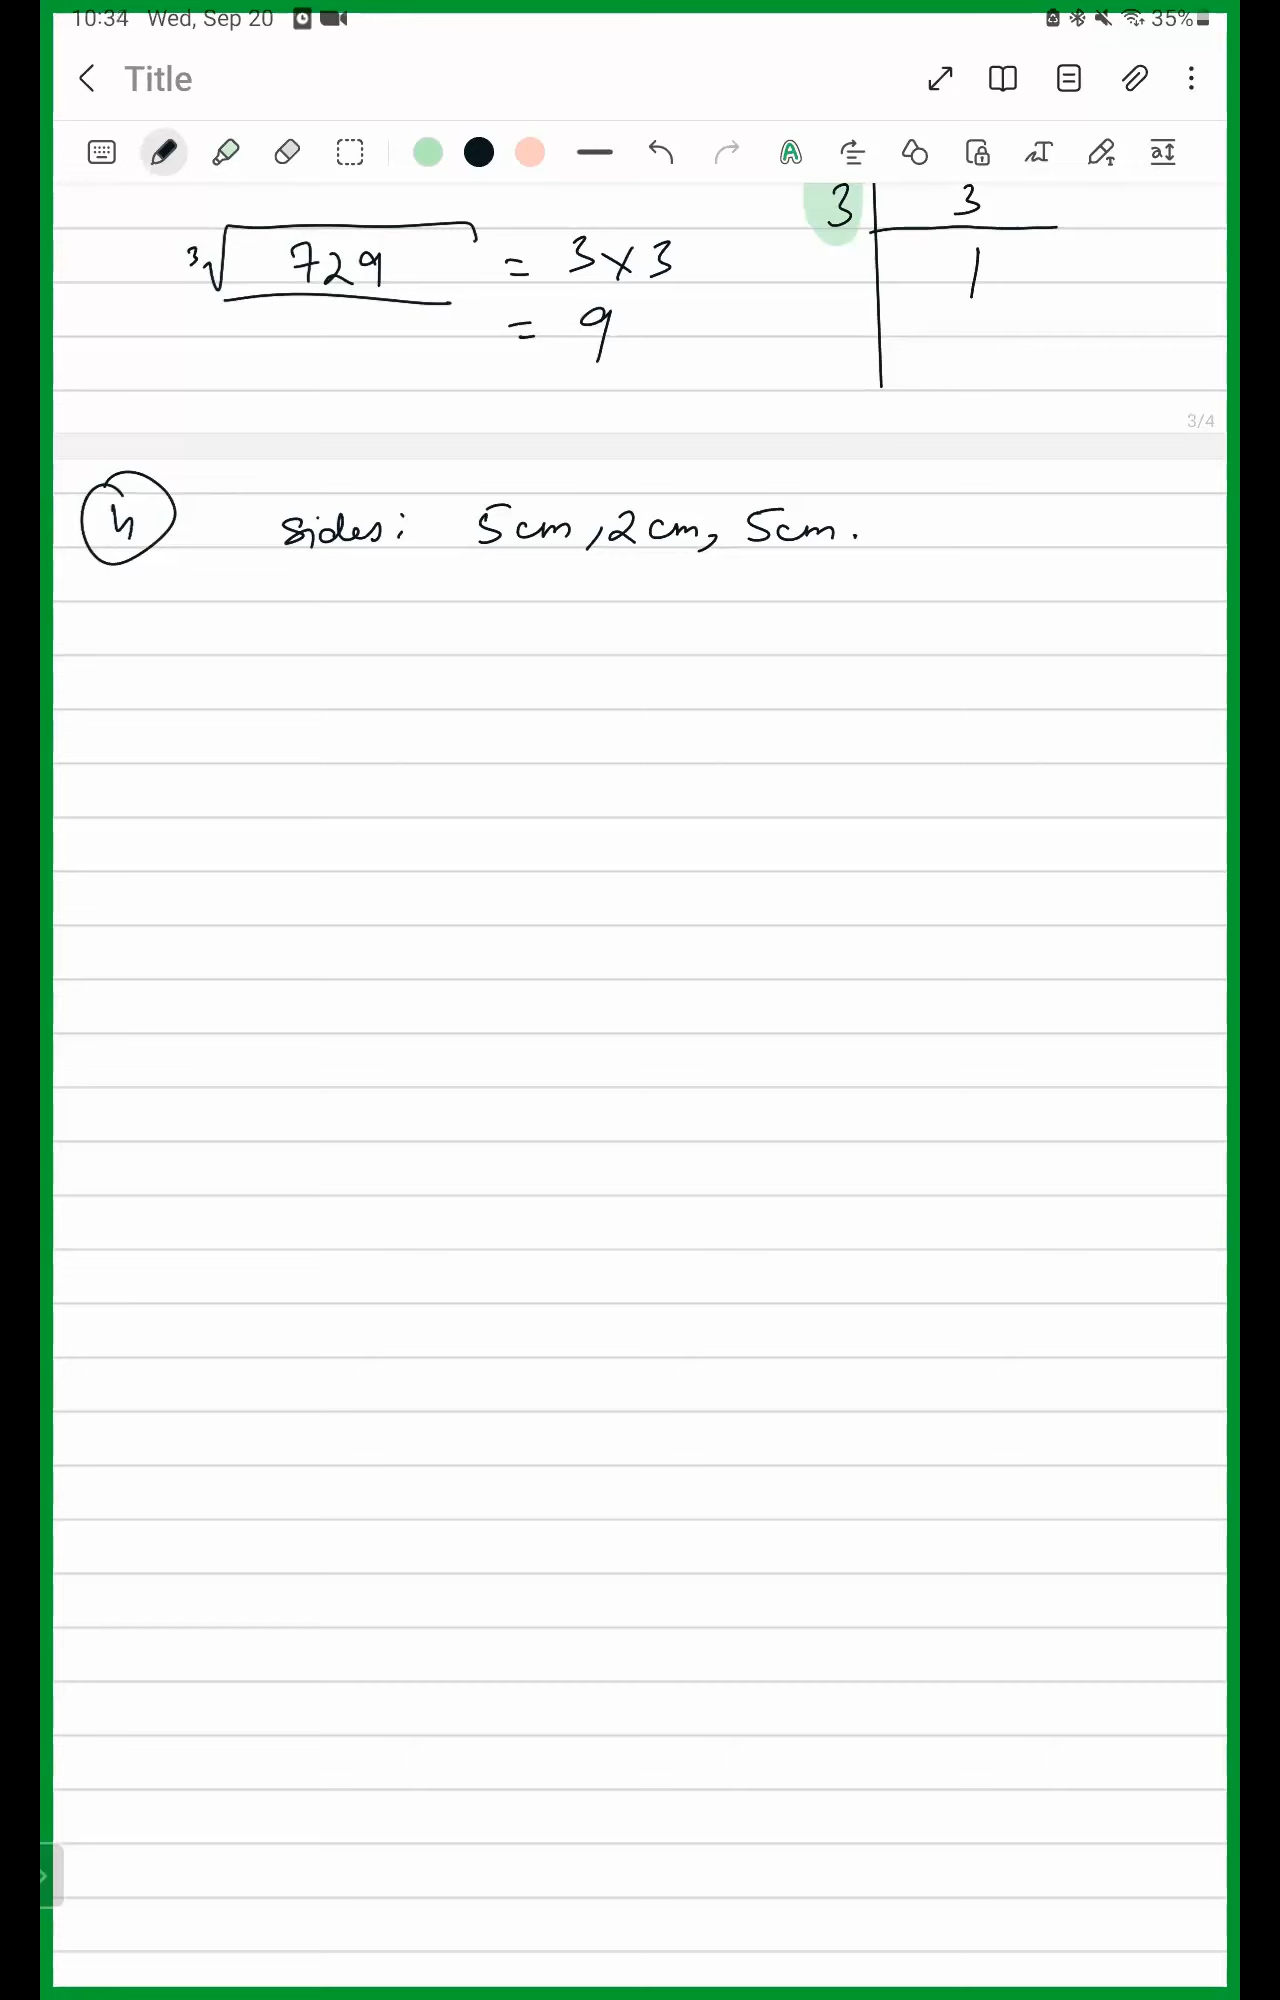 10:34 Wed, Sep 20 35%
Title
3 3
∛729 = 3×3 1
= 9
3/4
4 sides: 5cm, 2cm, 5cm.